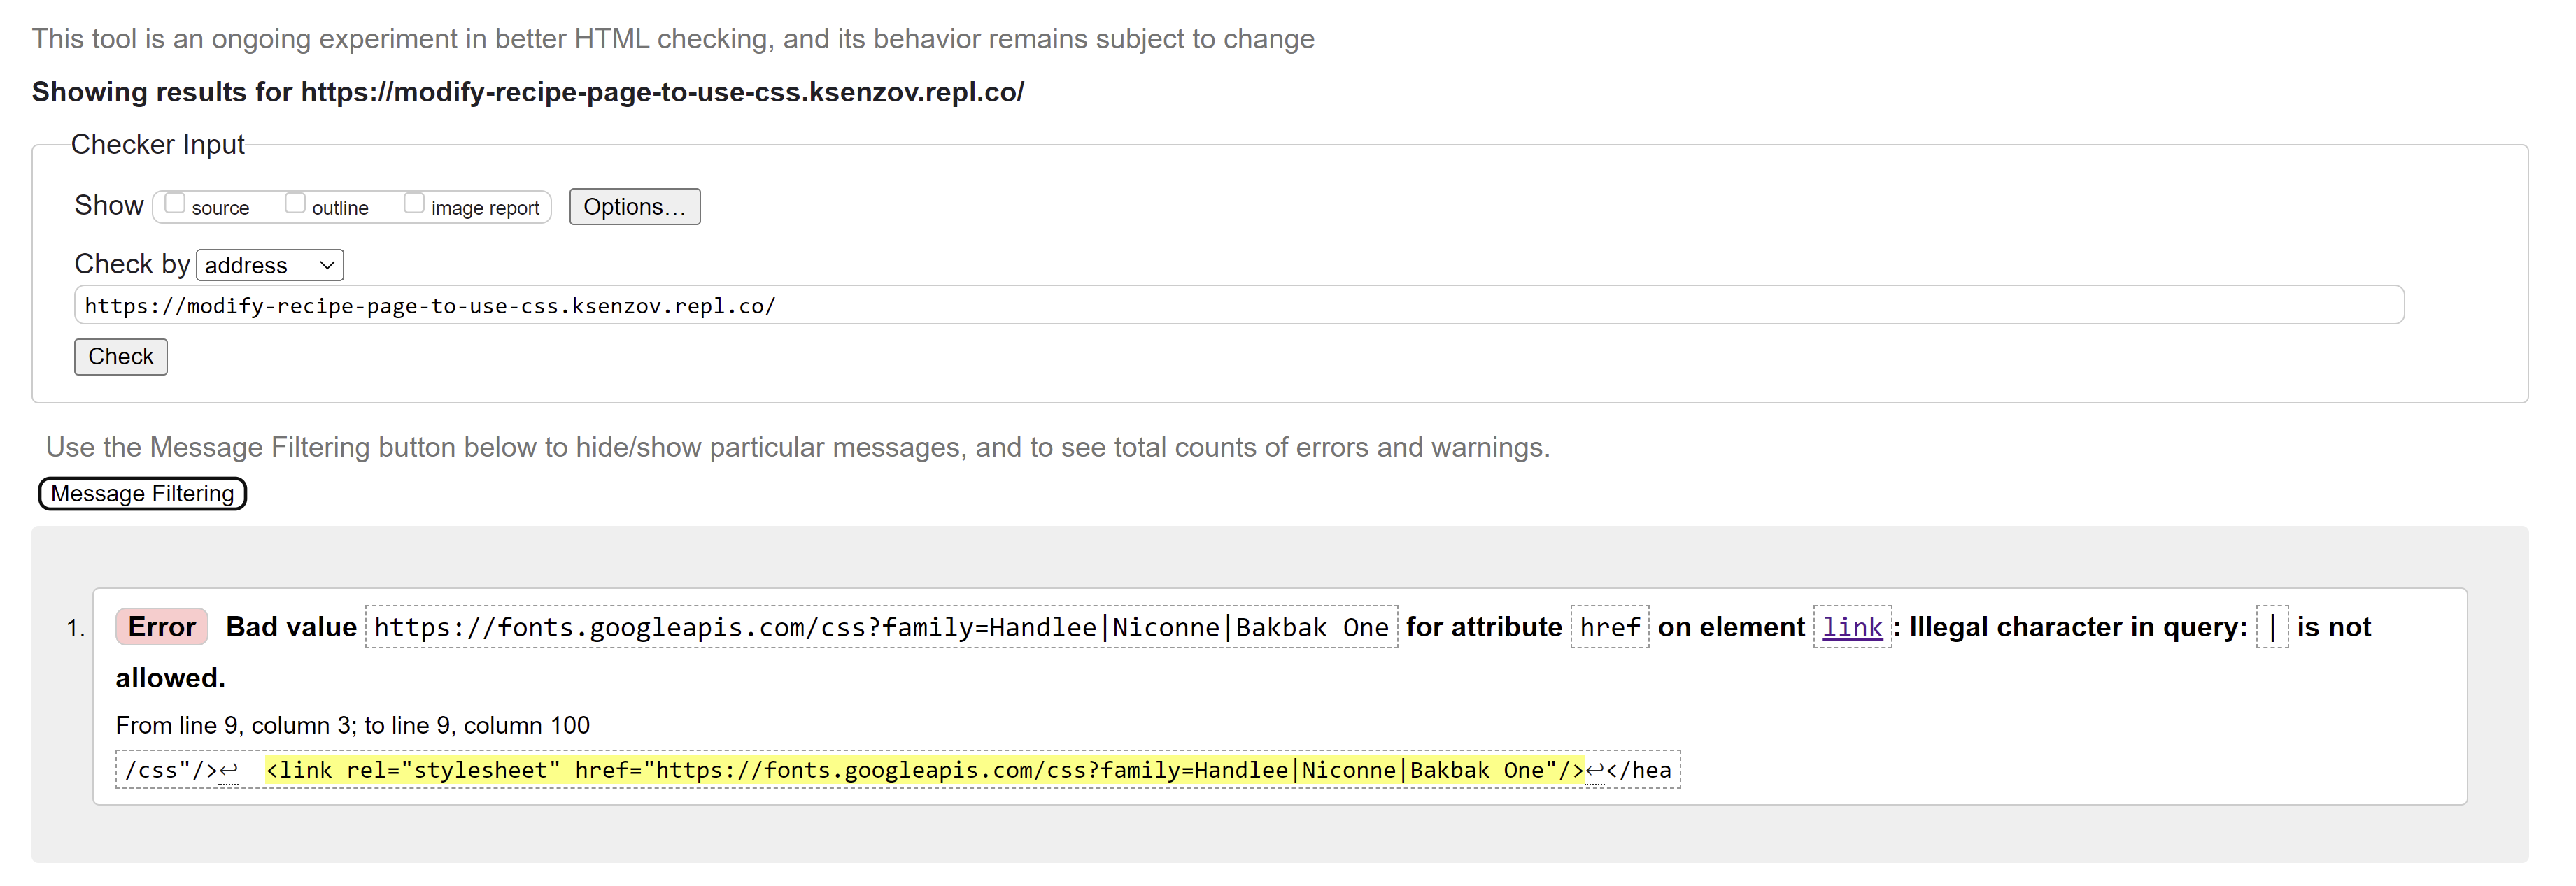 This tool is an ongoing experiment in better HTML checking, and its behavior remains subject to change
Showing results for https://modify-recipe-page-to-use-css.ksenzov.repl.co/
Checker Input
Show source outline image report Options…
Check by address
https://modify-recipe-page-to-use-css.ksenzov.repl.co/
Check
Use the Message Filtering button below to hide/show particular messages, and to see total counts of errors and warnings.
Message Filtering
1. Error Bad value https://fonts.googleapis.com/css?family=Handlee|Niconne|Bakbak One for attribute href on element link: Illegal character in query: | is not
allowed.
From line 9, column 3; to line 9, column 100
/css"/>↩ <link rel="stylesheet" href="https://fonts.googleapis.com/css?family=Handlee|Niconne|Bakbak One"/>↩</hea